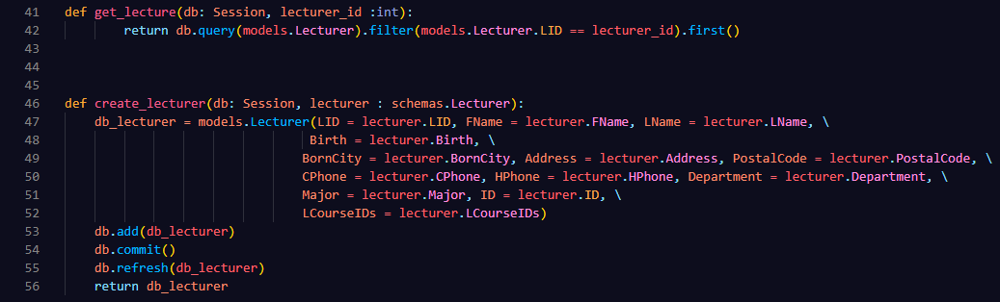 41 def get_lecture(db: Session, lecturer_id :int):
42         return db.query(models.Lecturer).filter(models.Lecturer.LID == lecturer_id).first()
43
44
45
46 def create_lecturer(db: Session, lecturer : schemas.Lecturer):
47     db_lecturer = models.Lecturer(LID = lecturer.LID, FName = lecturer.FName, LName = lecturer.LName, \
48                                  Birth = lecturer.Birth, \
49                                 BornCity = lecturer.BornCity, Address = lecturer.Address, PostalCode = lecturer.PostalCode, \
50                                 CPhone = lecturer.CPhone, HPhone = lecturer.HPhone, Department = lecturer.Department, \
51                                 Major = lecturer.Major, ID = lecturer.ID, \
52                                 LCourseIDs = lecturer.LCourseIDs)
53     db.add(db_lecturer)
54     db.commit()
55     db.refresh(db_lecturer)
56     return db_lecturer